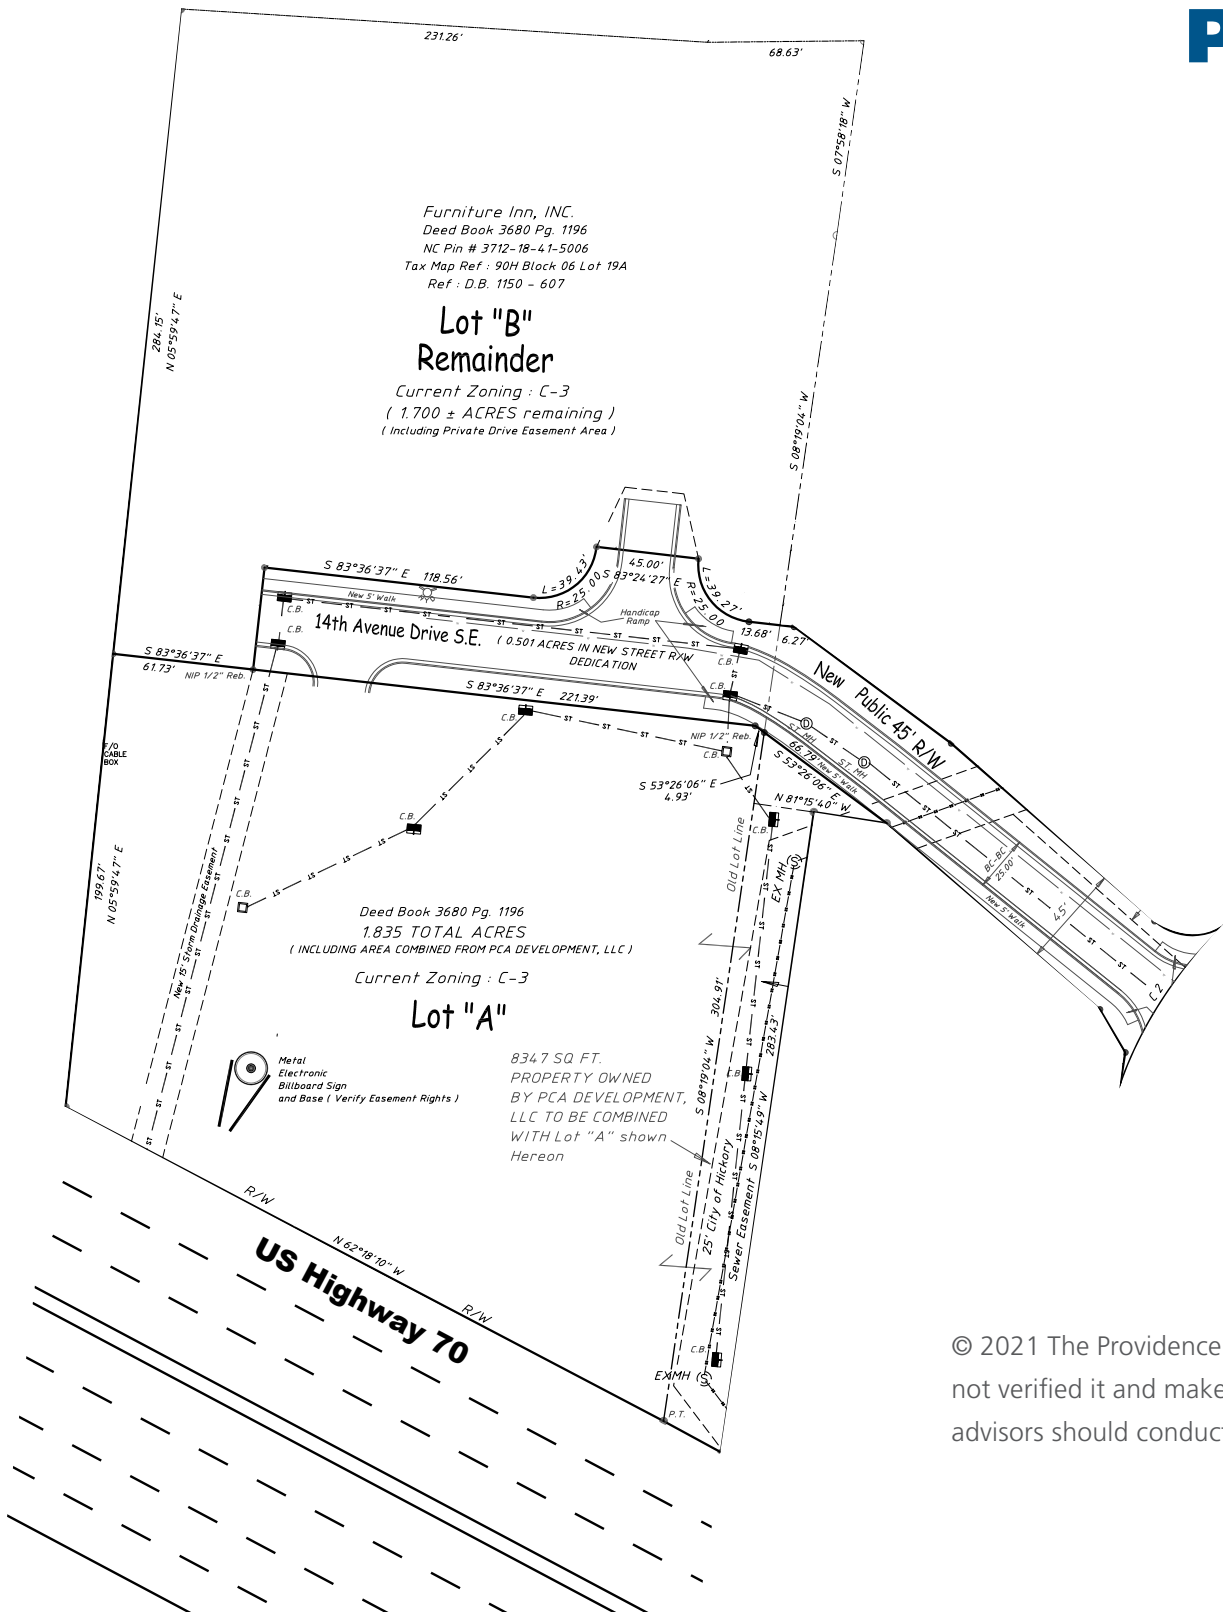 P
231.26'
68.63'
S 07°58'18" W
Furniture Inn, INC.
Deed Book 3680 Pg. 1196
NC Pin # 3712-18-41-5006
Tax Map Ref : 90H Block 06 Lot 19A
Ref : D.B. 1150 - 607
Lot "B"
Remainder
Current Zoning : C-3
( 1.700 ± ACRES remaining )
( Including Private Drive Easement Area )
284.15'
N 05°59'47" E
S 08°19'04" W
S 83°36'37" E 118.56'
L=39.43'
R=25.00
45.00'
S 83°24'27" E
L=39.27'
R=25.00
13.68'
6.27'
New 5' Walk
Handicap
Ramp
C.B.
C.B.
14th Avenue Drive S.E.
( 0.501 ACRES IN NEW STREET R/W
DEDICATION
C.B.
C.B.
S 83°36'37" E
61.73'
NIP 1/2" Reb.
S 83°36'37" E 221.39'
New Public 45' R/W
C.B.
NIP 1/2" Reb.
C.B.
D
ST. MH
D
ST. MH
66.79'
New 5' Walk
S 53°26'06" E
S 53°26'06" E
4.93'
N 81°15'40" W
F/O
CABLE
BOX
C.B.
C.B.
C.B.
Old Lot Line
EX MH (S)
BC-BC
25.00'
45'
New 5' Walk
C 2
199.67'
N 05°59'47" E
New 15' Storm Drainage Easement
Deed Book 3680 Pg. 1196
1.835 TOTAL ACRES
( INCLUDING AREA COMBINED FROM PCA DEVELOPMENT, LLC )
Current Zoning : C-3
Lot "A"
S 08°19'04" W 304.91'
283.43'
Metal
Electronic
Billboard Sign
and Base ( Verify Easement Rights )
8347 SQ FT.
PROPERTY OWNED
BY PCA DEVELOPMENT,
LLC TO BE COMBINED
WITH Lot "A" shown
Hereon
C.B.
Old Lot Line
25' City of Hickory
Sewer Easement S 08°15'49" W
R/W
N 62°18'10" W
R/W
US Highway 70
C.B.
EXMH (S)
P.T.
© 2021 The Providence
not verified it and make
advisors should conduc